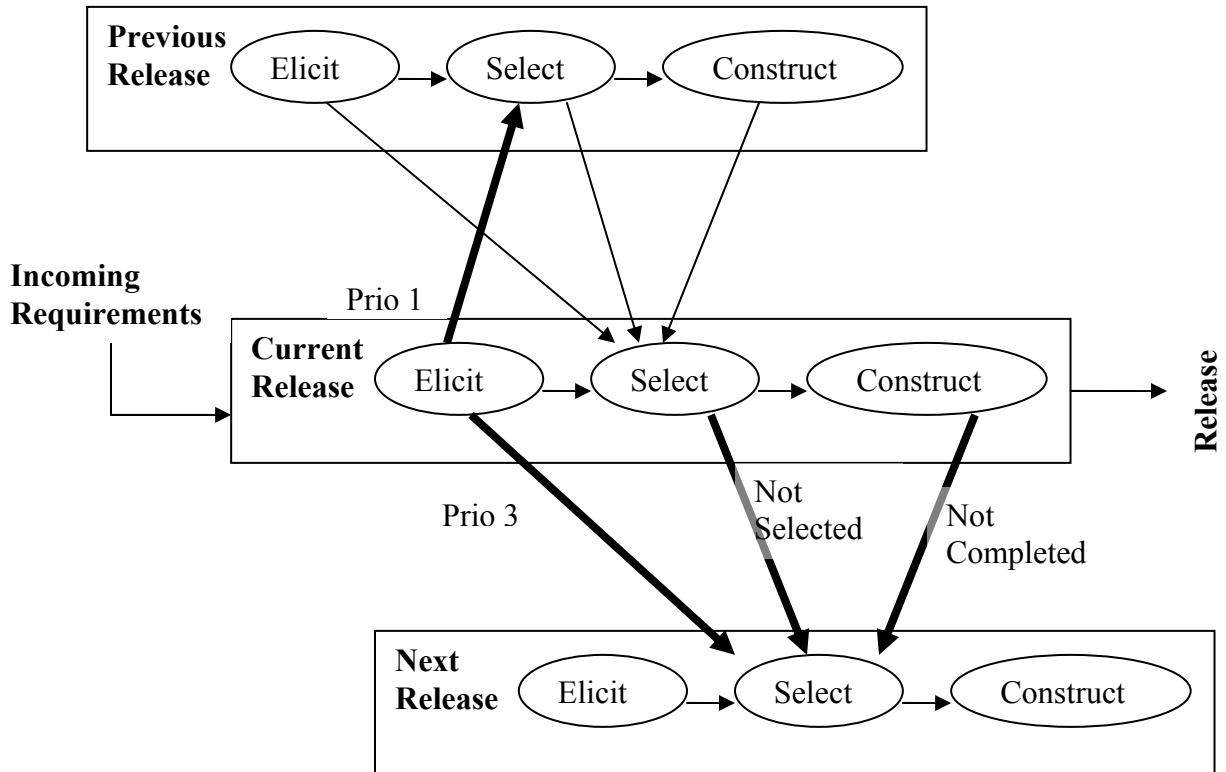 Previous
Release
Elicit
Select
Construct
Incoming
Requirements
Prio 1
Current
Release
Elicit
Select
Construct
Release
Prio 3
Not
Selected
Not
Completed
Next
Release
Elicit
Select
Construct